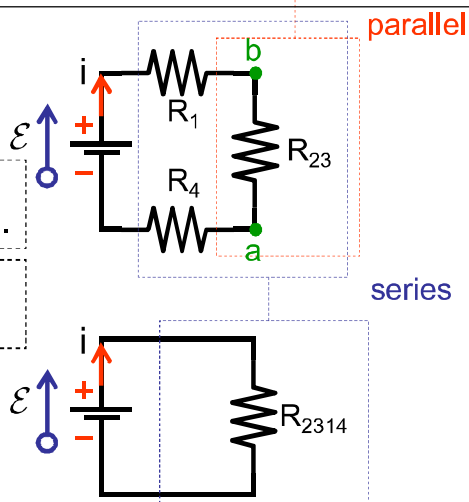 parallel
b
i
R1
ℰ
+
R23
−
R4
.
a
series
i
+
ℰ
R2314
−